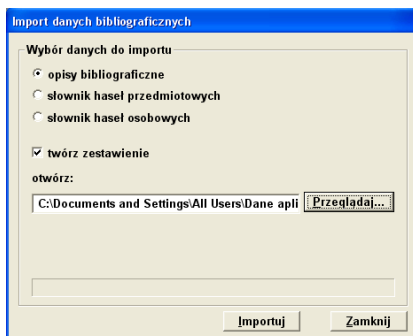 Import danych bibliograficznych
Wybór danych do importu
opisy bibliograficzne
słownik haseł przedmiotowych
słownik haseł osobowych
twórz zestawienie
otwórz:
C:\Documents and Settings\All Users\Dane apli Przeglądaj...
Importuj Zamknij